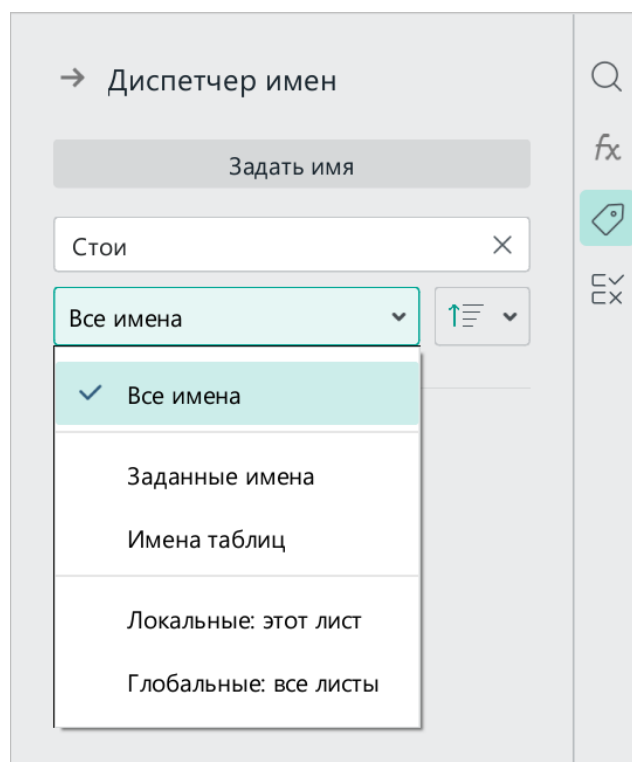 Диспетчер имен
Задать имя
Стои
Все имена
Все имена
Заданные имена
Имена таблиц
Локальные: этот лист
Глобальные: все листы
fx